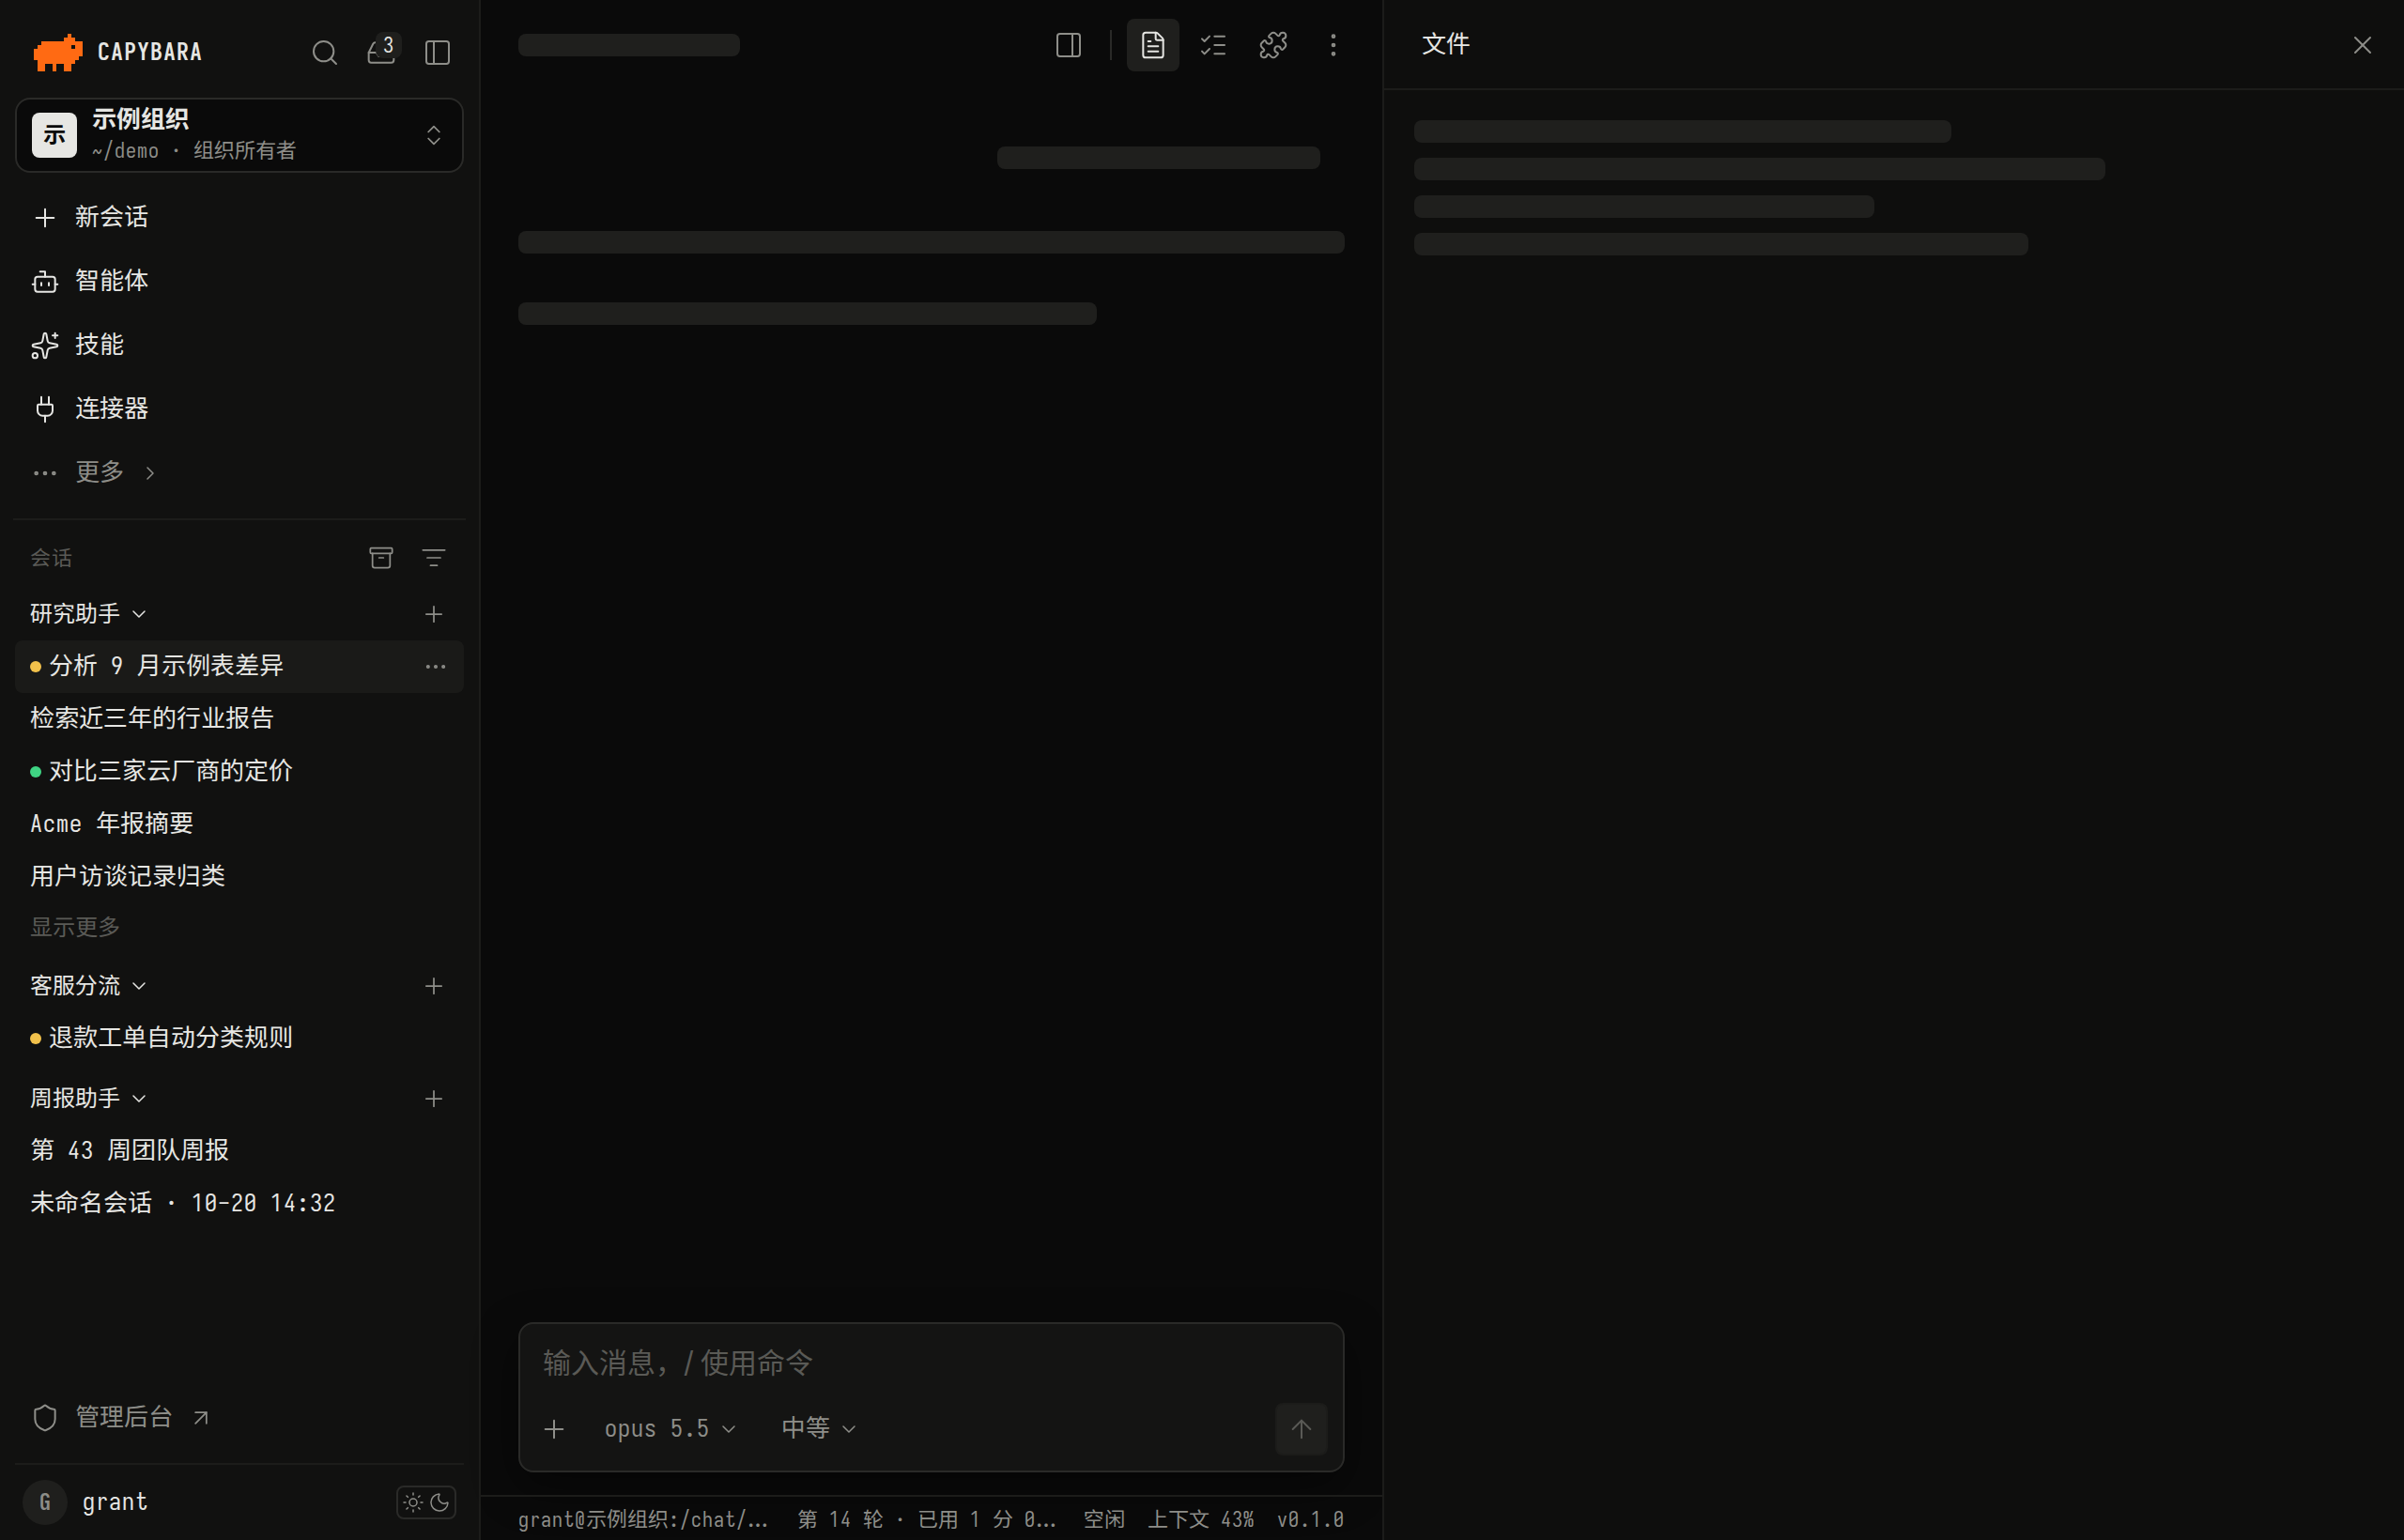 CAPYBARA
3
示
示例组织
~/demo · 组织所有者
新会话
智能体
技能
连接器
更多
会话
研究助手
分析 9 月示例表差异
检索近三年的行业报告
对比三家云厂商的定价
Acme 年报摘要
用户访谈记录归类
显示更多
客服分流
退款工单自动分类规则
周报助手
第 43 周团队周报
未命名会话 · 10-20 14:32
管理后台
G
grant
输入消息，/ 使用命令
opus 5.5
中等
grant@示例组织:/chat/... 第 14 轮 · 已用 1 分 0... 空闲 上下文 43% v0.1.0
文件